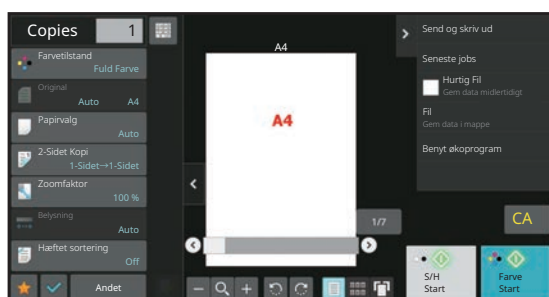 Copies 1
Farvetilstand
Fuld Farve
Original
Auto A4
Papirvalg
Auto
2-Sidet Kopi
1-Sidet→1-Sidet
Zoomfaktor
100 %
Belysning
Auto
Hæftet sortering
Off
Andet
A4
A4
1/7
Send og skriv ud
Seneste jobs
Hurtig Fil
Gem data midlertidigt
Fil
Gem data i mappe
Benyt økoprogram
CA
S/H
Start
Farve
Start